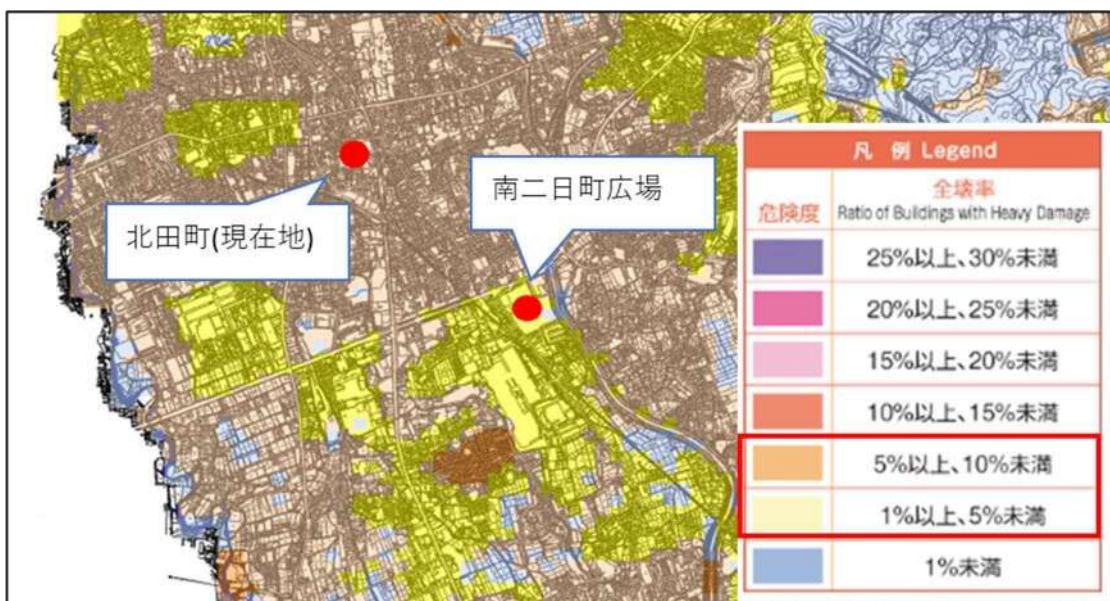 南二日町広場
北田町(現在地)
凡 例 Legend
危険度
全壊率
Ratio of Buildings with Heavy Damage
25%以上、30%未満
20%以上、25%未満
15%以上、20%未満
10%以上、15%未満
5%以上、10%未満
1%以上、5%未満
1%未満